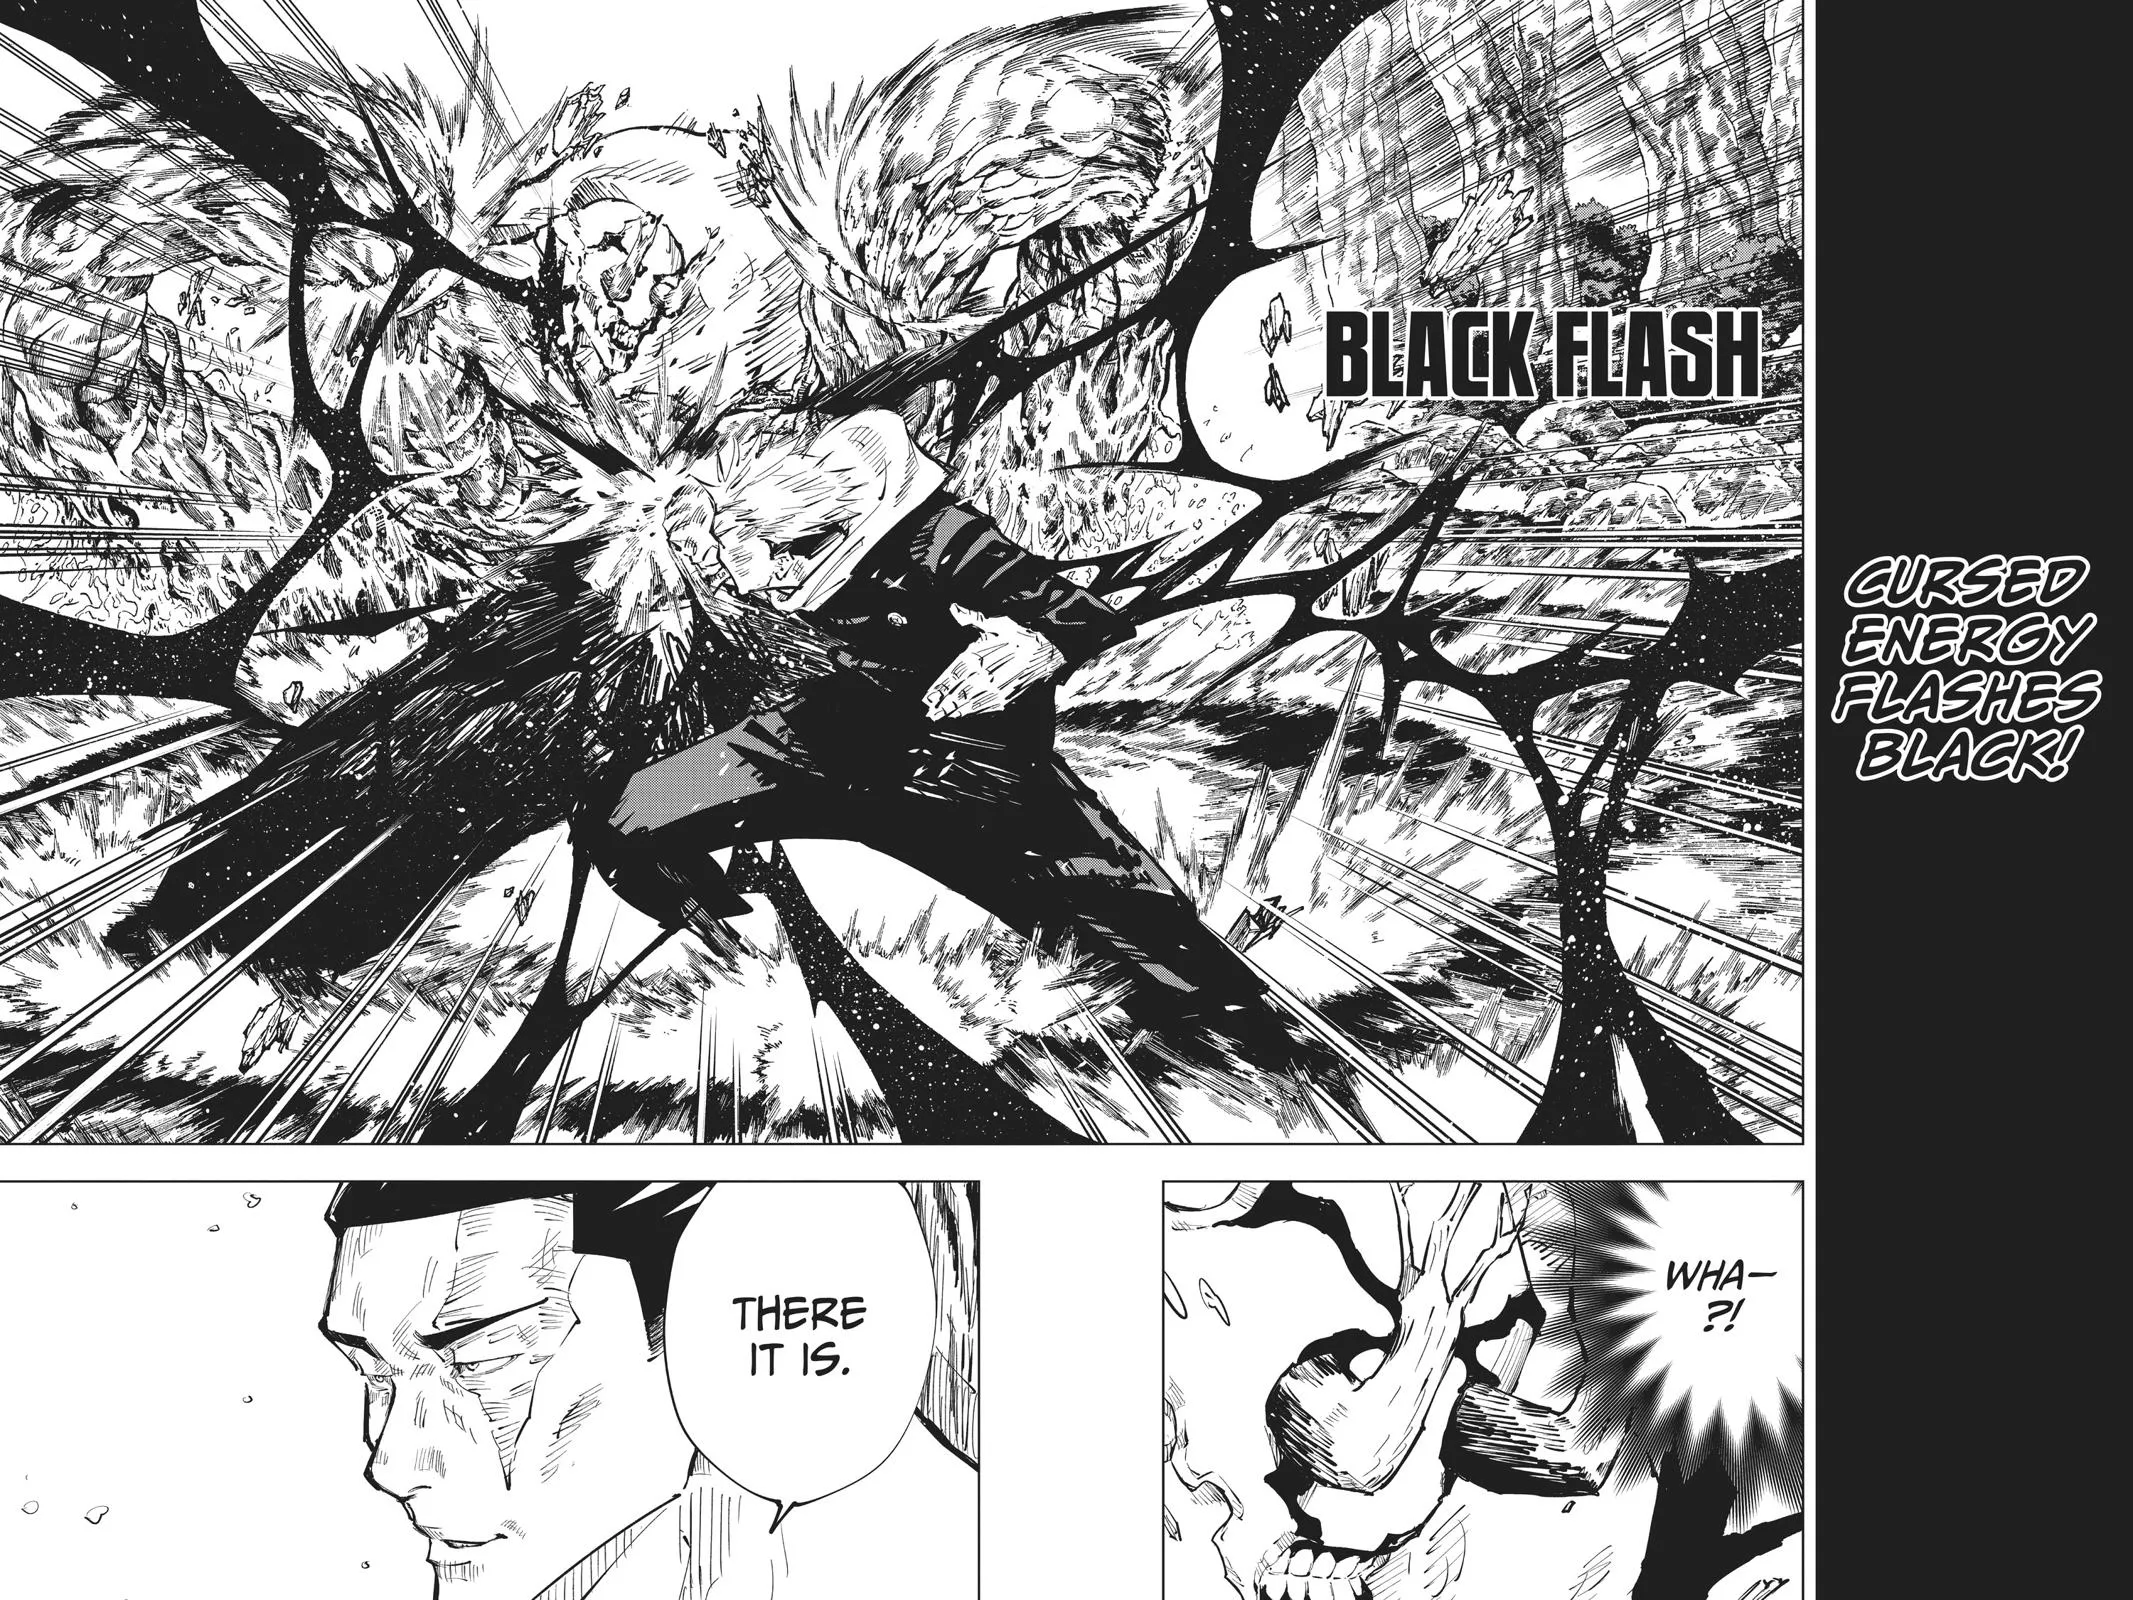 CURSED
ENERGY
FLASHES
BLACK!
BLACK FLASH
WHA—
?!
THERE
IT IS.